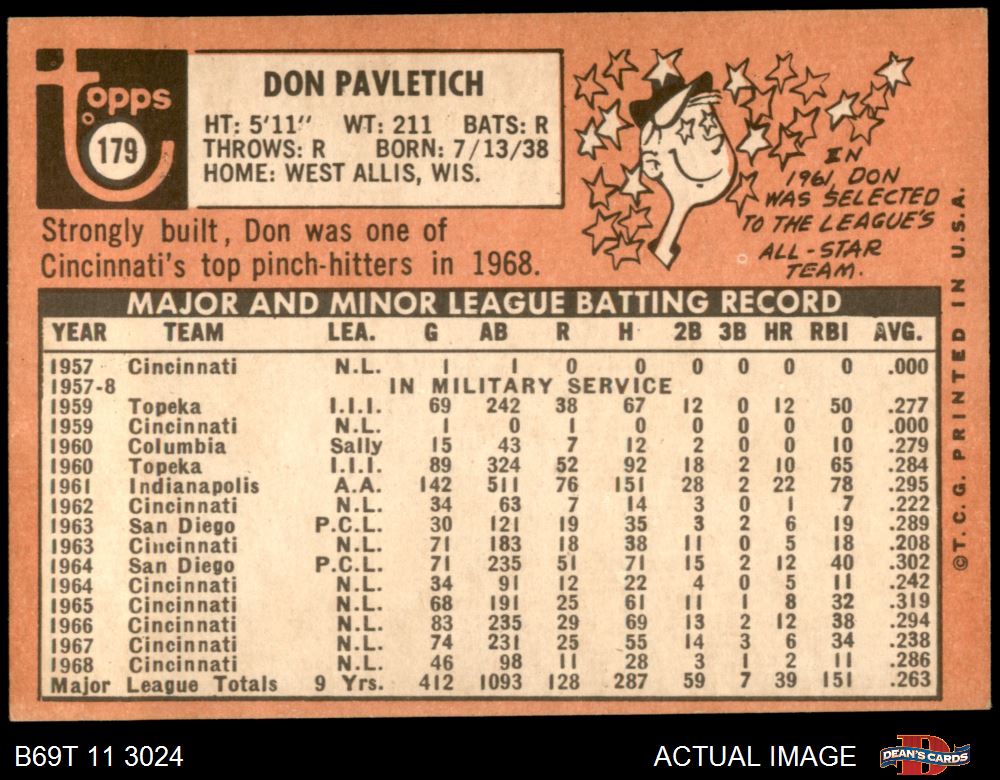 topps
179
DON PAVLETICH
HT: 5'11" WT: 211 BATS: R
THROWS: R BORN: 7/13/38
HOME: WEST ALLIS, WIS.
Strongly built, Don was one of
Cincinnati's top pinch-hitters in 1968.
IN
1961, DON
WAS SELECTED
TO THE LEAGUE'S
ALL-STAR
TEAM.
MAJOR AND MINOR LEAGUE BATTING RECORD
YEAR TEAM LEA. G AB R H 2B 3B HR RBI AVG.
1957 Cincinnati N.L. 1 1 0 0 0 0 0 0 .000
1957-8 IN MILITARY SERVICE
1959 Topeka I.I.I. 69 242 38 67 12 0 12 50 .277
1959 Cincinnati N.L. 1 0 1 0 0 0 0 0 .000
1960 Columbia Sally 15 43 7 12 2 0 0 10 .279
1960 Topeka I.I.I. 89 324 52 92 18 2 10 65 .284
1961 Indianapolis A.A. 142 511 76 151 28 2 22 78 .295
1962 Cincinnati N.L. 34 63 7 14 3 0 1 7 .222
1963 San Diego P.C.L. 30 121 19 35 3 2 6 19 .289
1963 Cincinnati N.L. 71 183 18 38 11 0 5 18 .208
1964 San Diego P.C.L. 71 235 51 71 15 2 12 40 .302
1964 Cincinnati N.L. 34 91 12 22 4 0 5 11 .242
1965 Cincinnati N.L. 68 191 25 61 11 1 8 32 .319
1966 Cincinnati N.L. 83 235 29 69 13 2 12 38 .294
1967 Cincinnati N.L. 74 231 25 55 14 3 6 34 .238
1968 Cincinnati N.L. 46 98 11 28 3 1 2 11 .286
Major League Totals 9 Yrs. 412 1093 128 287 59 7 39 151 .263
©T.C.G. PRINTED IN U.S.A.
B69T 11 3024
ACTUAL IMAGE
DEAN'S CARDS